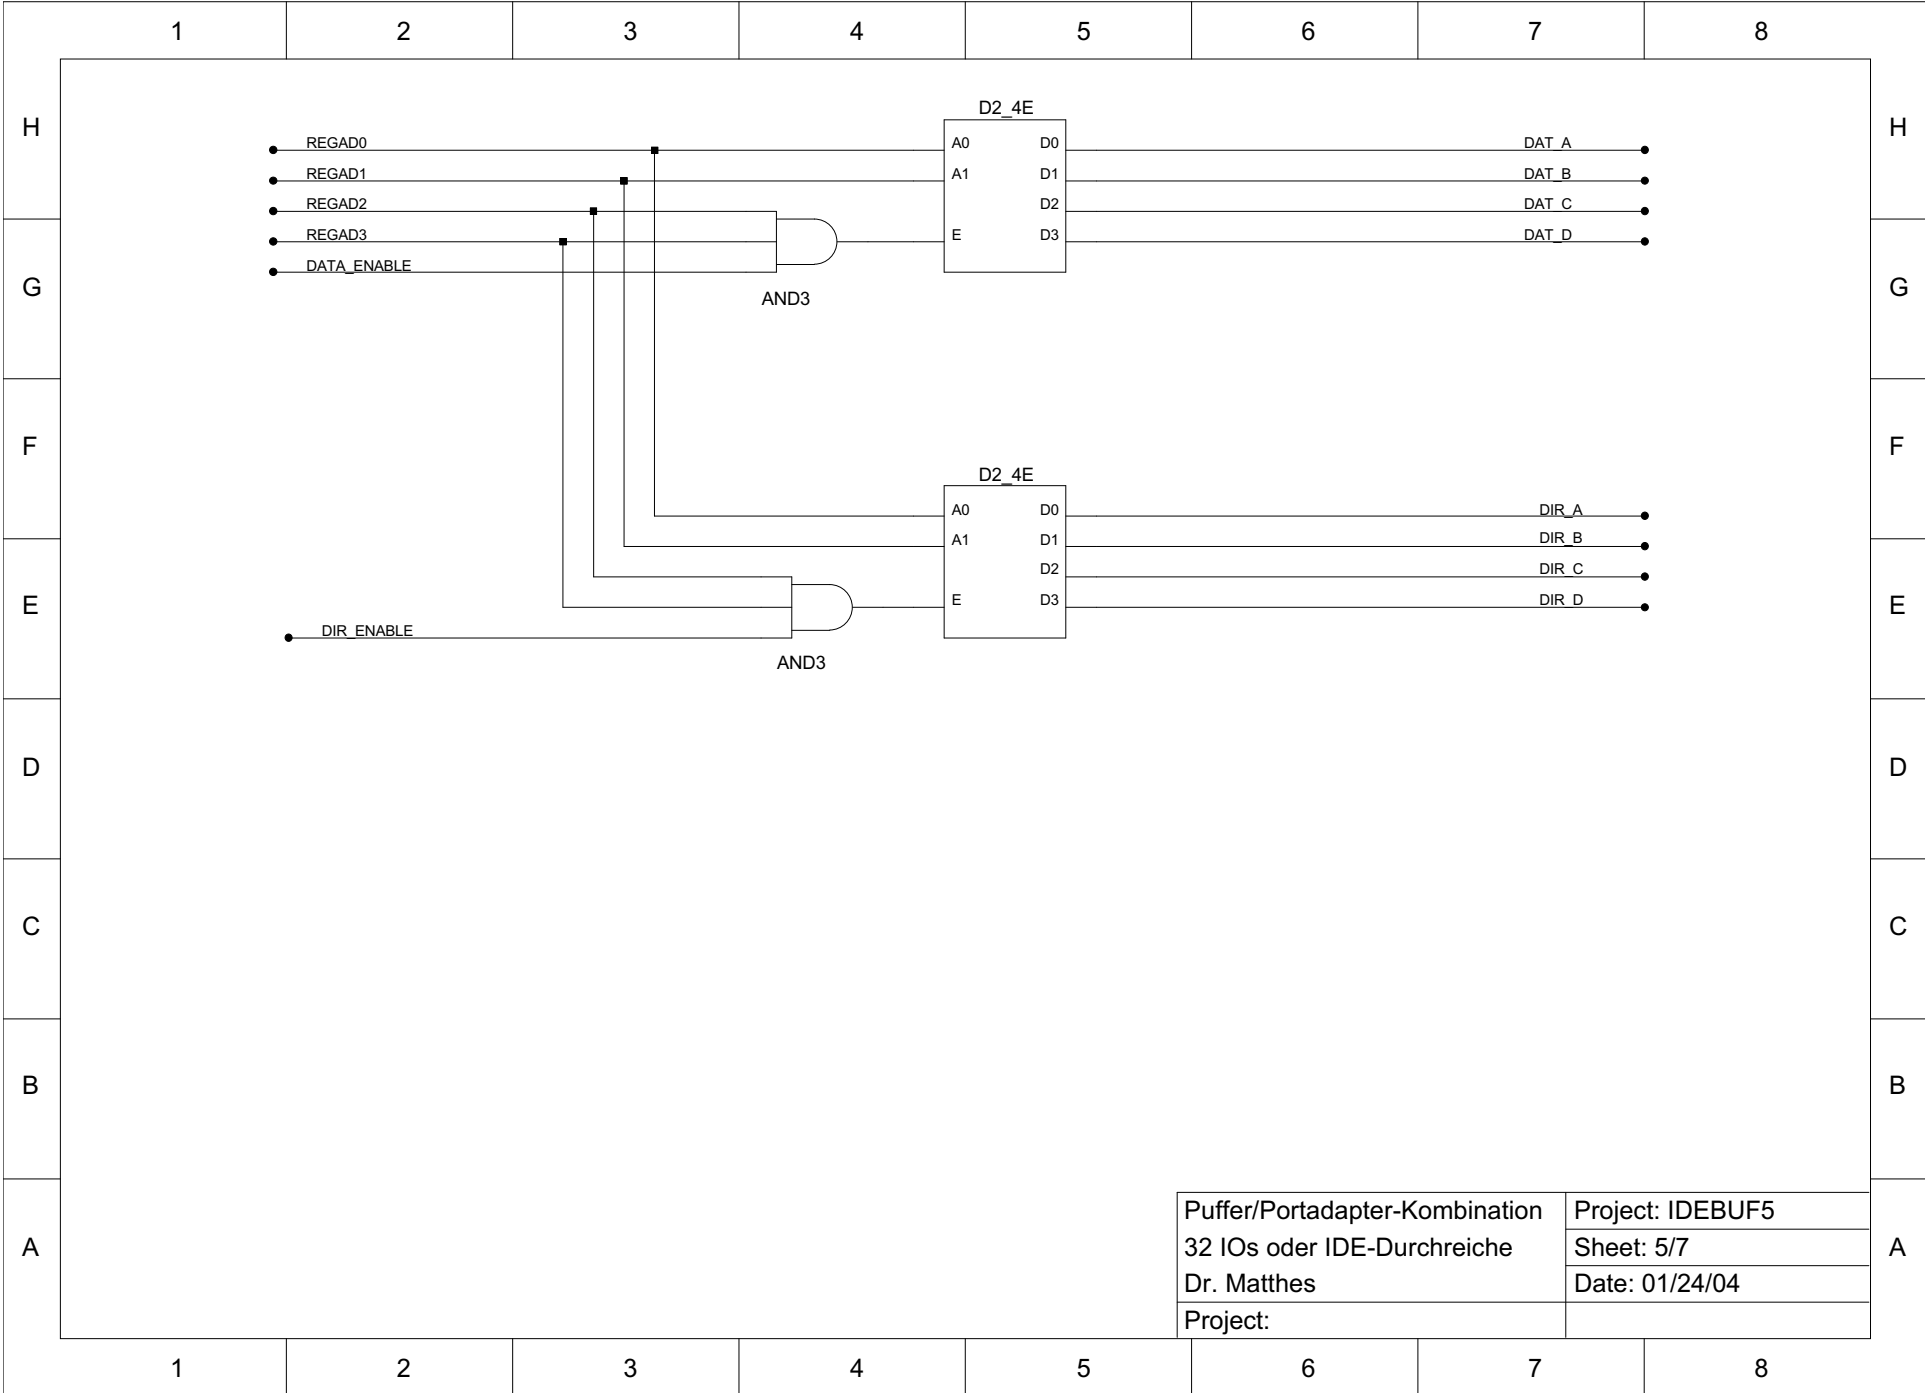 1 2 3 4 5 6 7 8
H H
D2_4E
REGAD0 A0 D0 DAT_A
REGAD1 A1 D1 DAT_B
REGAD2 D2 DAT_C
REGAD3 E D3 DAT_D
DATA_ENABLE
G G
AND3
F F
D2_4E
A0 D0 DIR_A
A1 D1 DIR_B
D2 DIR_C
E E D3 DIR_D E
DIR_ENABLE
AND3
D D
C C
B B
Puffer/Portadapter-Kombination Project: IDEBUF5
A 32 IOs oder IDE-Durchreiche Sheet: 5/7 A
Dr. Matthes Date: 01/24/04
Project:
1 2 3 4 5 6 7 8